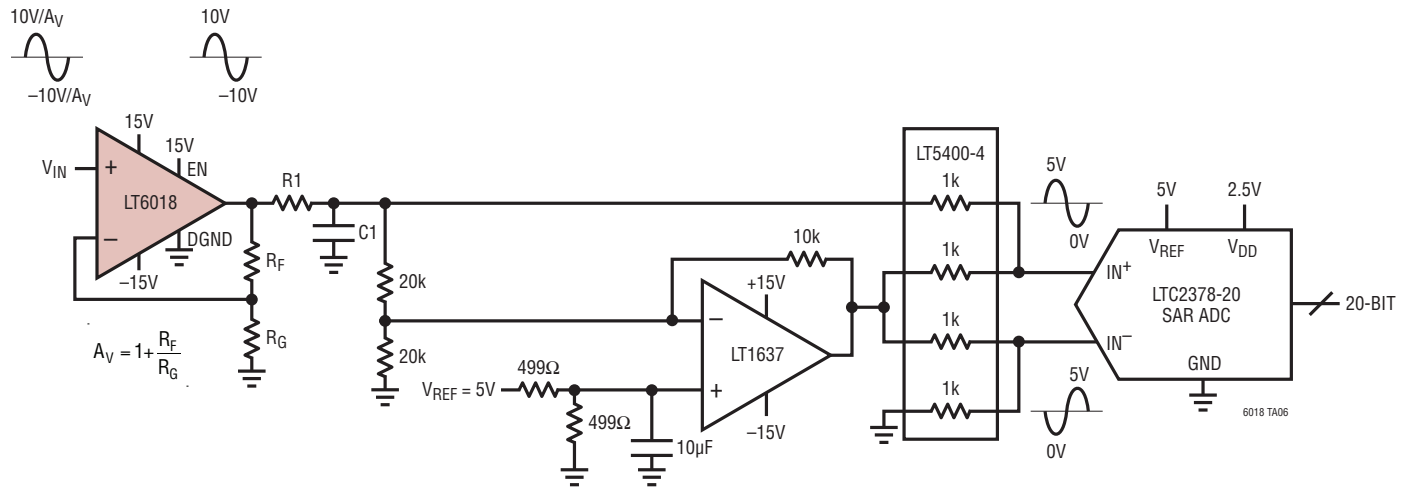 10V/AV
–10V/AV
10V
–10V
15V
15V
EN
VIN
+
LT6018
–
DGND
–15V
R1
C1
RF
RG
AV = 1+ RF
RG
20k
20k
VREF = 5V
499Ω
499Ω
10µF
10k
+15V
–
LT1637
+
–15V
LT5400-4
1k
1k
1k
1k
5V
0V
5V
0V
5V
2.5V
VREF
VDD
IN+
LTC2378-20
SAR ADC
IN–
GND
20-BIT
6018 TA06